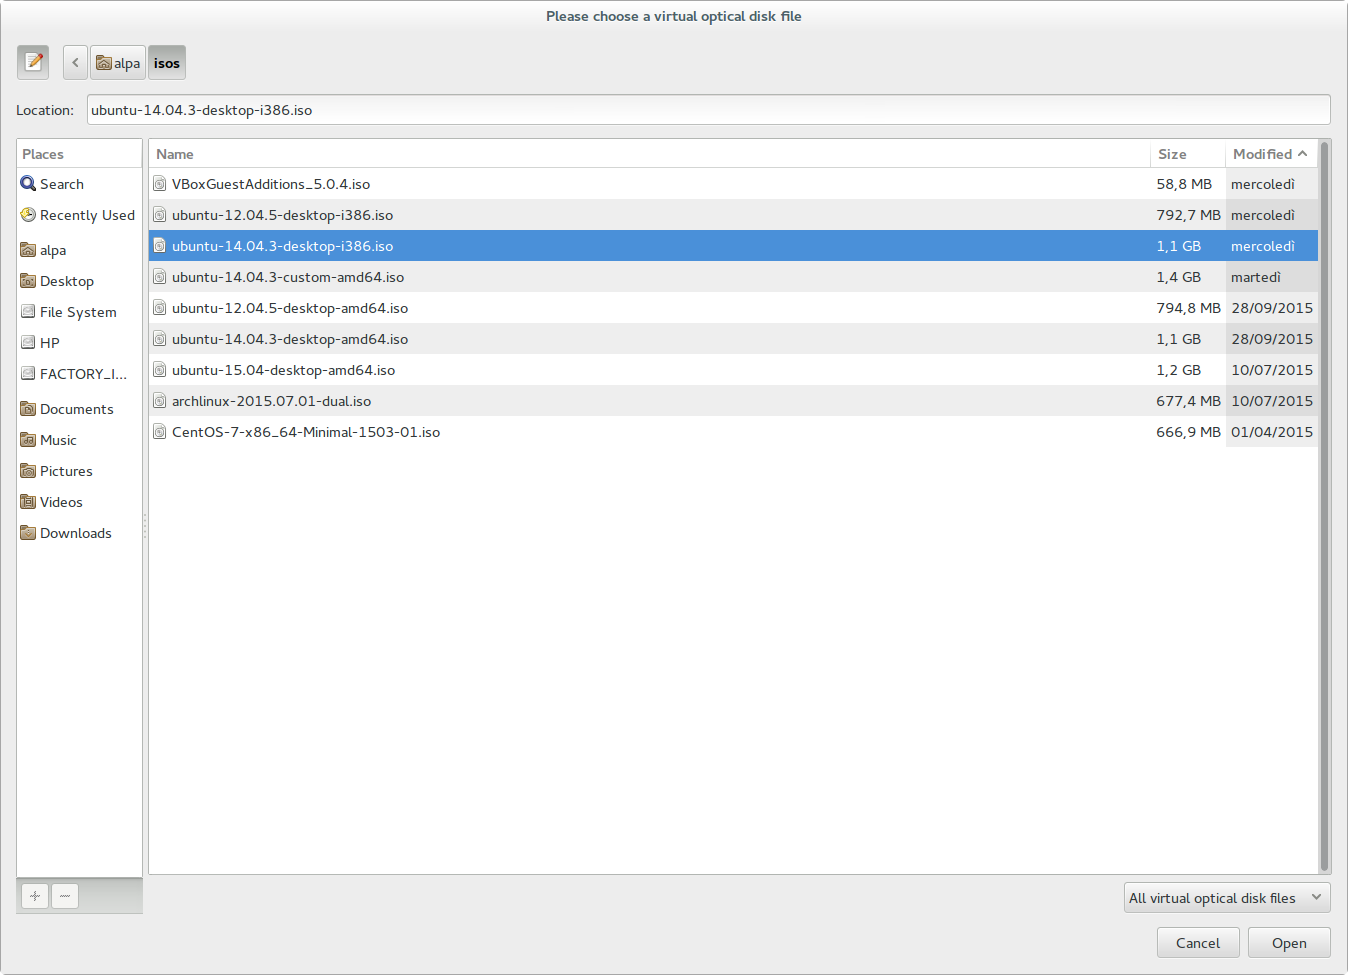 Please choose a virtual optical disk file
alpa isos
Location: ubuntu-14.04.3-desktop-i386.iso
Places
Search
Recently Used
alpa
Desktop
File System
HP
FACTORY_I...
Documents
Music
Pictures
Videos
Downloads
Name Size Modified
VBoxGuestAdditions_5.0.4.iso 58,8 MB mercoledì
ubuntu-12.04.5-desktop-i386.iso 792,7 MB mercoledì
ubuntu-14.04.3-desktop-i386.iso 1,1 GB mercoledì
ubuntu-14.04.3-custom-amd64.iso 1,4 GB martedì
ubuntu-12.04.5-desktop-amd64.iso 794,8 MB 28/09/2015
ubuntu-14.04.3-desktop-amd64.iso 1,1 GB 28/09/2015
ubuntu-15.04-desktop-amd64.iso 1,2 GB 10/07/2015
archlinux-2015.07.01-dual.iso 677,4 MB 10/07/2015
CentOS-7-x86_64-Minimal-1503-01.iso 666,9 MB 01/04/2015
All virtual optical disk files
Cancel Open